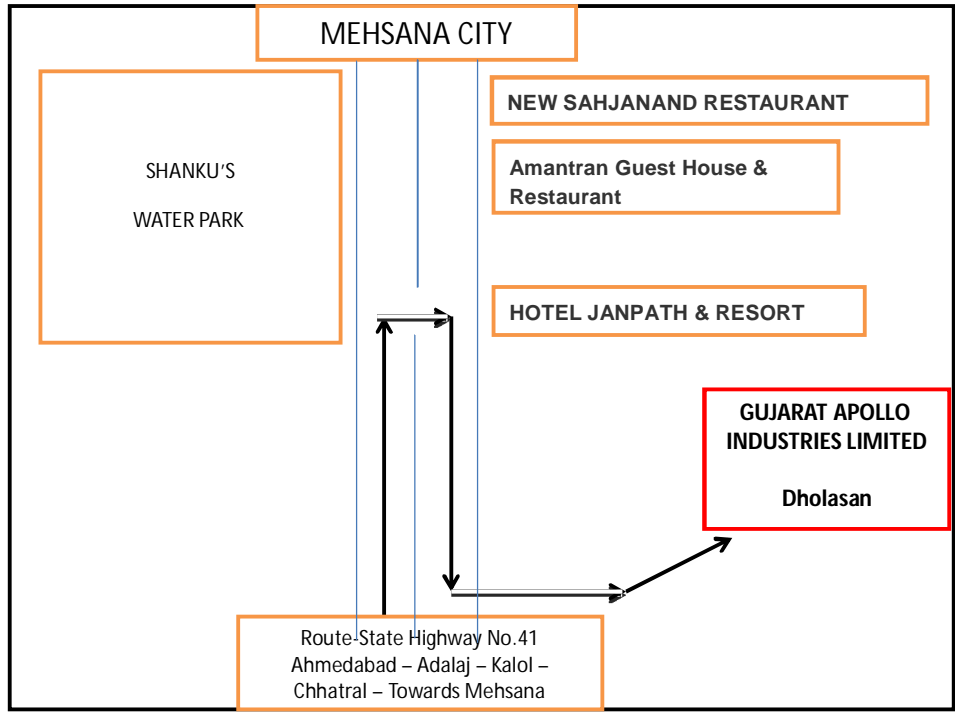 MEHSANA CITY
SHANKU’S
WATER PARK
NEW SAHJANAND RESTAURANT
Amantran Guest House &
Restaurant
HOTEL JANPATH & RESORT
GUJARAT APOLLO
INDUSTRIES LIMITED
Dholasan
Route-State Highway No.41
Ahmedabad – Adalaj – Kalol –
Chhatral – Towards Mehsana